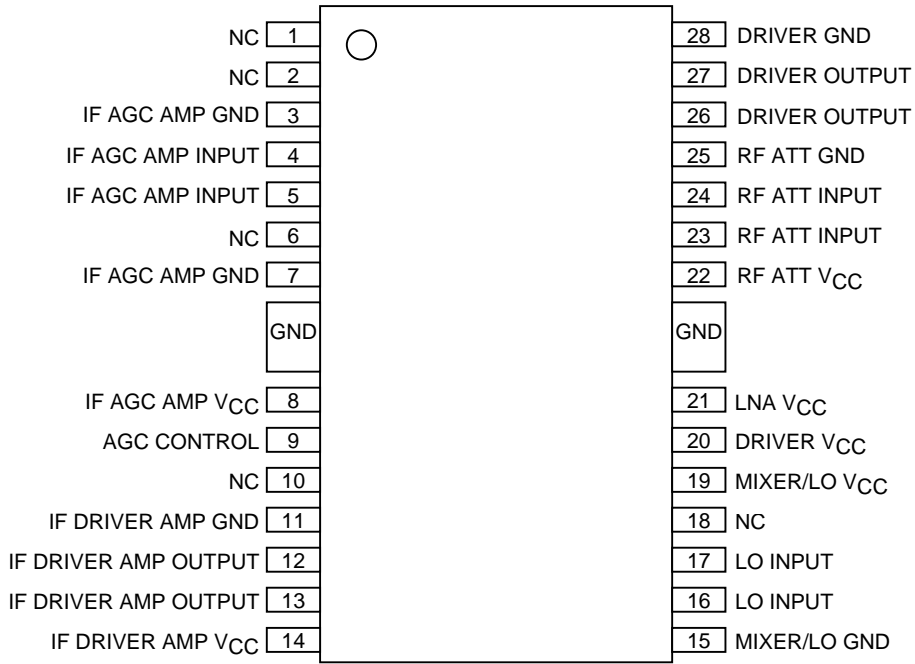 NC 1
NC 2
IF AGC AMP GND 3
IF AGC AMP INPUT 4
IF AGC AMP INPUT 5
NC 6
IF AGC AMP GND 7
GND
IF AGC AMP VCC 8
AGC CONTROL 9
NC 10
IF DRIVER AMP GND 11
IF DRIVER AMP OUTPUT 12
IF DRIVER AMP OUTPUT 13
IF DRIVER AMP VCC 14
28 DRIVER GND
27 DRIVER OUTPUT
26 DRIVER OUTPUT
25 RF ATT GND
24 RF ATT INPUT
23 RF ATT INPUT
22 RF ATT VCC
GND
21 LNA VCC
20 DRIVER VCC
19 MIXER/LO VCC
18 NC
17 LO INPUT
16 LO INPUT
15 MIXER/LO GND